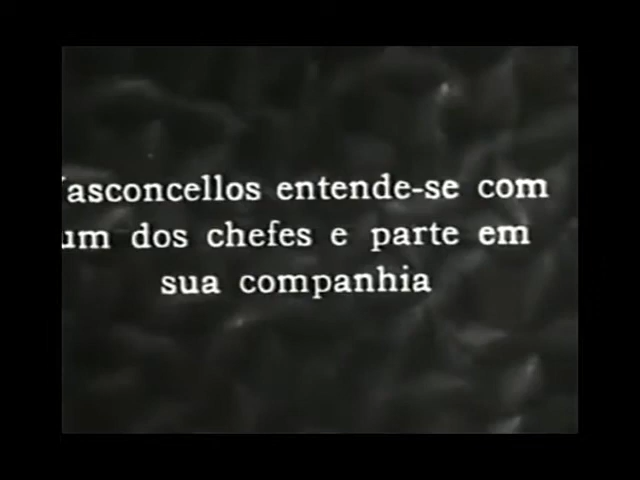 Vasconcellos entende-se com
um dos chefes e parte em
sua companhia